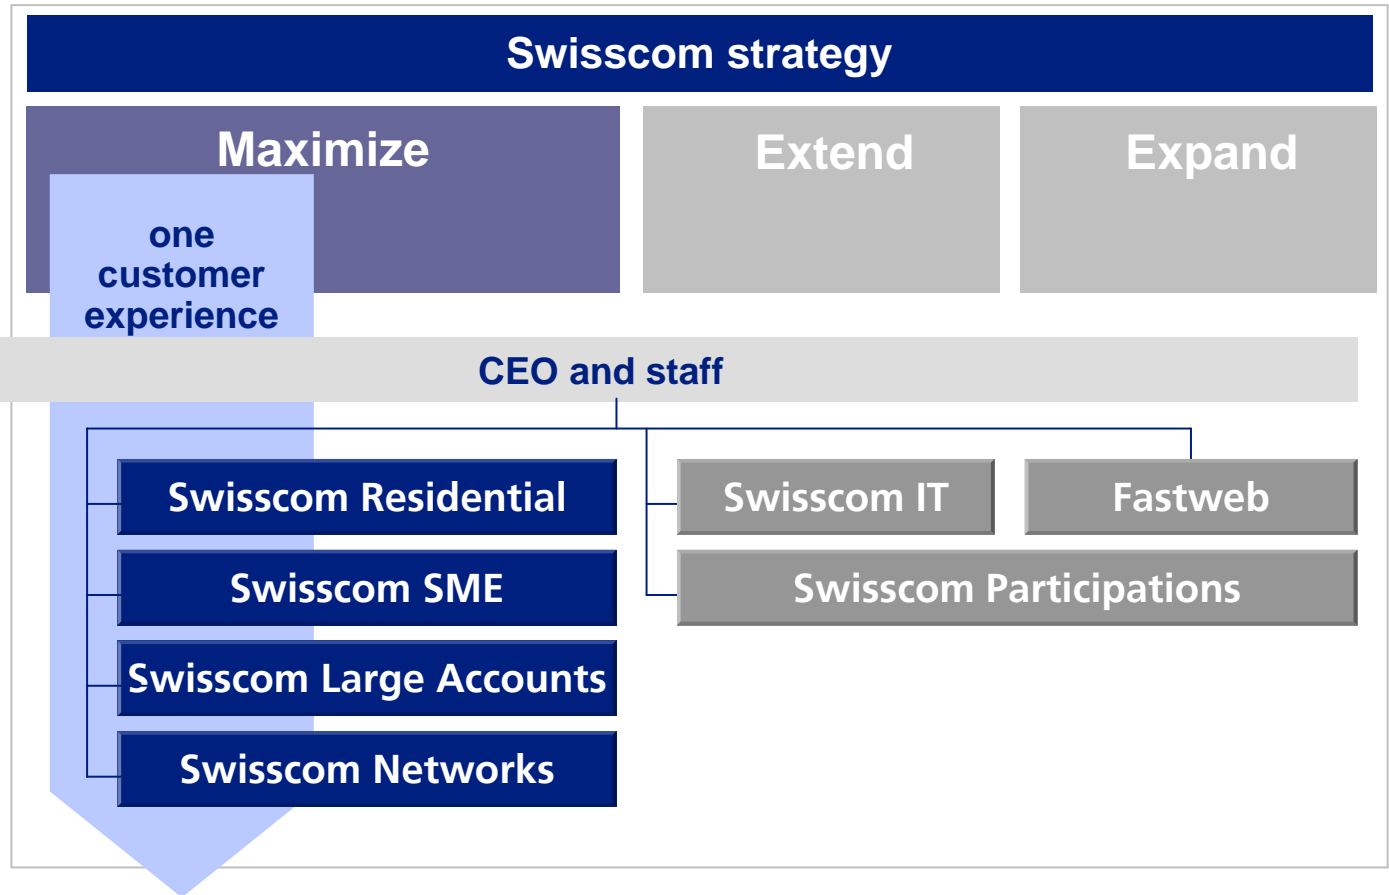 Swisscom strategy
Maximize
Extend
Expand
one
customer
experience
CEO and staff
Swisscom Residential
Swisscom IT
Fastweb
Swisscom SME
Swisscom Participations
Swisscom Large Accounts
Swisscom Networks